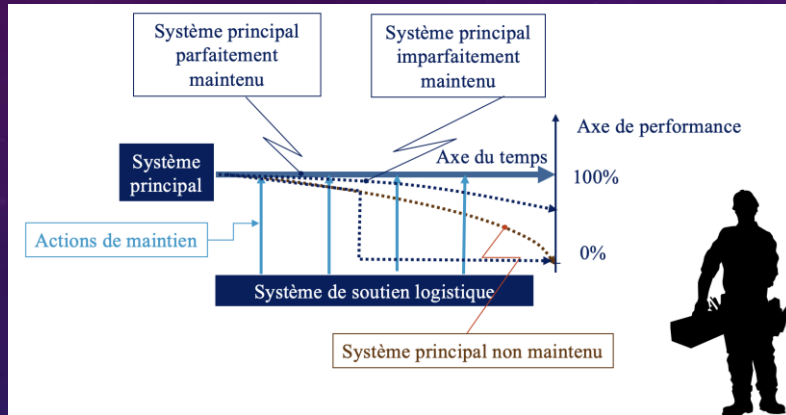 Système principal
parfaitement
maintenu
Système principal
imparfaitement
maintenu
Axe de performance
Axe du temps
Système
principal
100%
Actions de maintien
0%
Système de soutien logistique
Système principal non maintenu